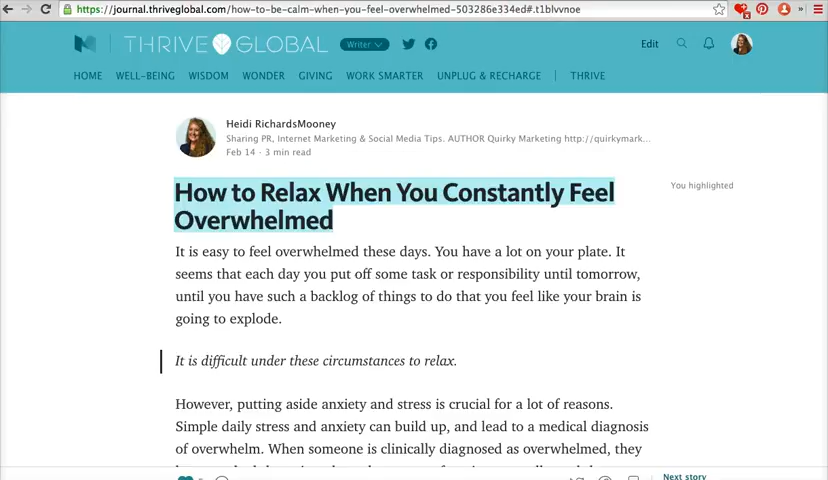 https://journal.thriveglobal.com/how-to-be-calm-when-you-feel-overwhelmed-503286e334ed#.t1blvvnoe
THRIVE GLOBAL
Writer
Edit
HOME WELL-BEING WISDOM WONDER GIVING WORK SMARTER UNPLUG & RECHARGE THRIVE
Heidi RichardsMooney
Sharing PR, Internet Marketing & Social Media Tips. AUTHOR Quirky Marketing http://quirkymark...
Feb 14 · 3 min read
How to Relax When You Constantly Feel
Overwhelmed
You highlighted
It is easy to feel overwhelmed these days. You have a lot on your plate. It
seems that each day you put off some task or responsibility until tomorrow,
until you have such a backlog of things to do that you feel like your brain is
going to explode.
It is difficult under these circumstances to relax.
However, putting aside anxiety and stress is crucial for a lot of reasons.
Simple daily stress and anxiety can build up, and lead to a medical diagnosis
of overwhelm. When someone is clinically diagnosed as overwhelmed, they
Next story